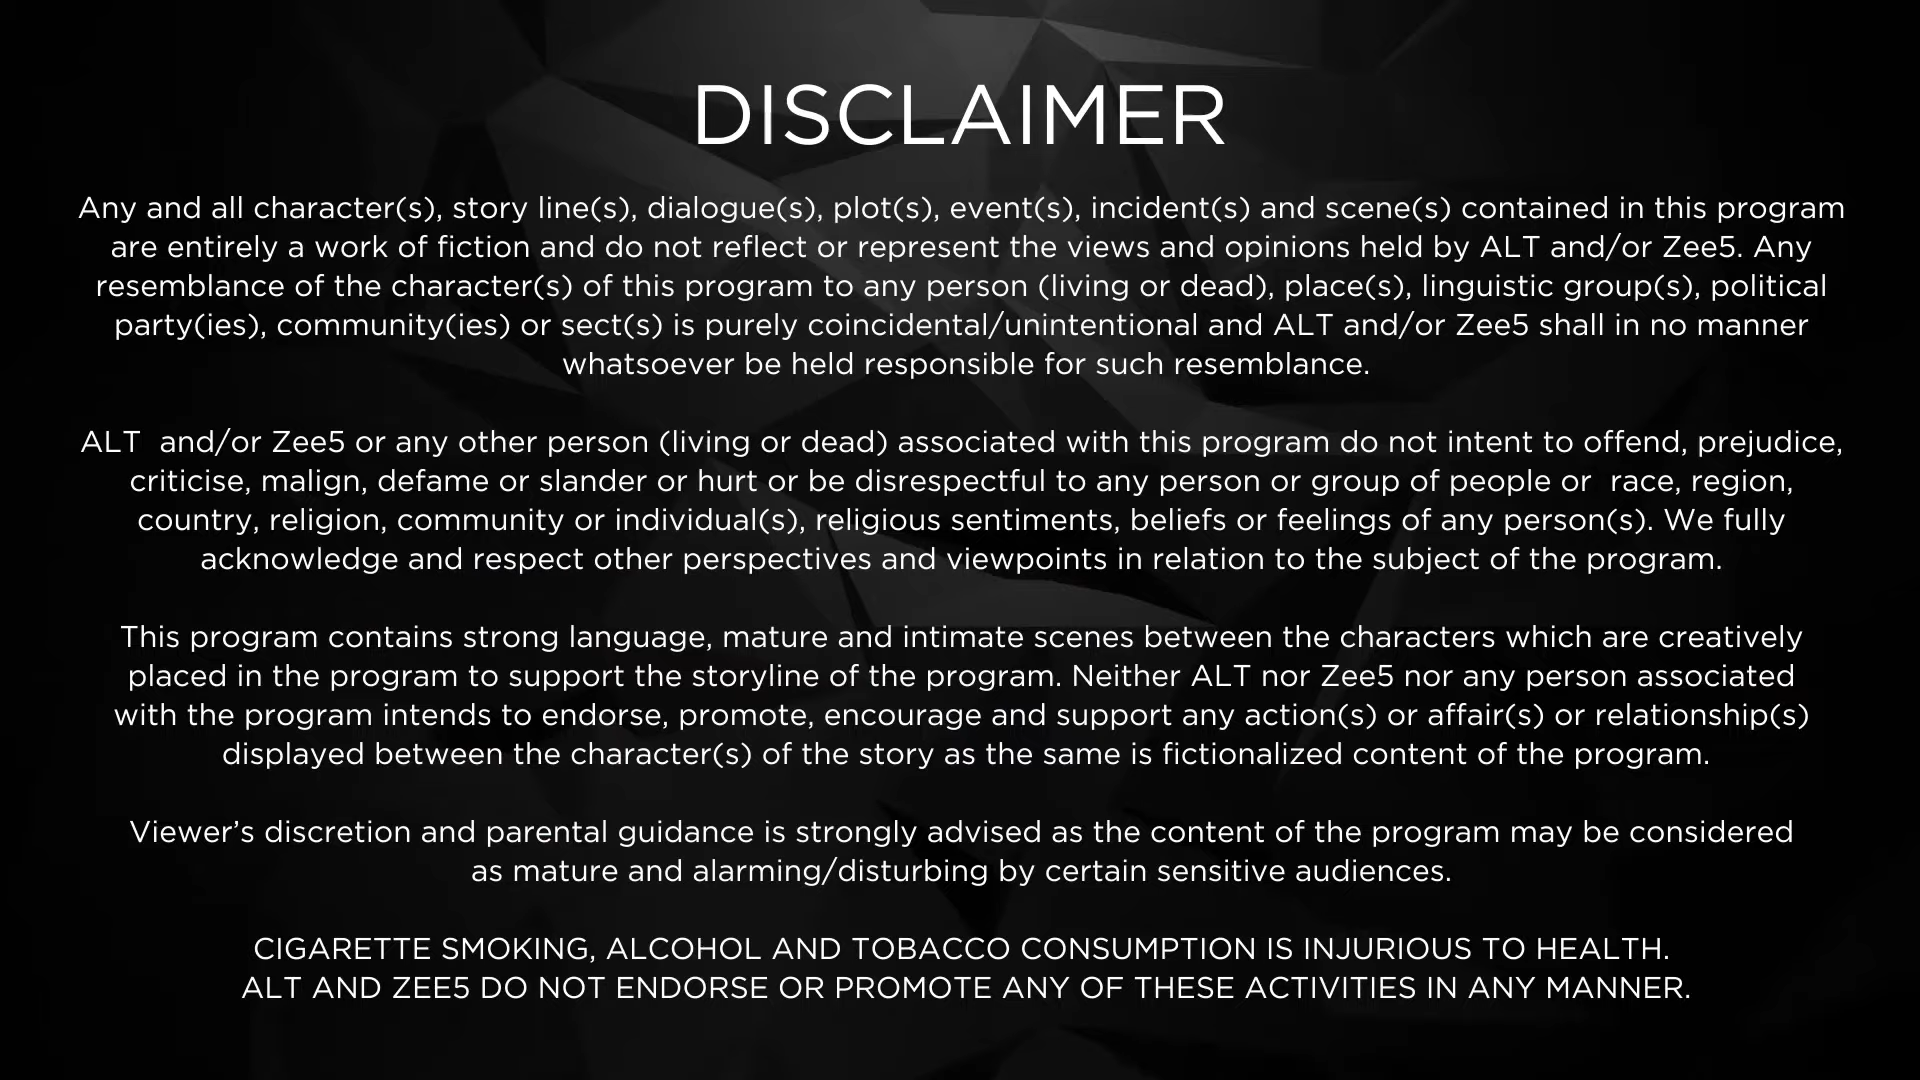 DISCLAIMER
Any and all character(s), story line(s), dialogue(s), plot(s), event(s), incident(s) and scene(s) contained in this program
are entirely a work of fiction and do not reflect or represent the views and opinions held by ALT and/or Zee5. Any
resemblance of the character(s) of this program to any person (living or dead), place(s), linguistic group(s), political
party(ies), community(ies) or sect(s) is purely coincidental/unintentional and ALT and/or Zee5 shall in no manner
whatsoever be held responsible for such resemblance.
ALT  and/or Zee5 or any other person (living or dead) associated with this program do not intent to offend, prejudice,
criticise, malign, defame or slander or hurt or be disrespectful to any person or group of people or  race, region,
country, religion, community or individual(s), religious sentiments, beliefs or feelings of any person(s). We fully
acknowledge and respect other perspectives and viewpoints in relation to the subject of the program.
This program contains strong language, mature and intimate scenes between the characters which are creatively
placed in the program to support the storyline of the program. Neither ALT nor Zee5 nor any person associated
with the program intends to endorse, promote, encourage and support any action(s) or affair(s) or relationship(s)
displayed between the character(s) of the story as the same is fictionalized content of the program.
Viewer’s discretion and parental guidance is strongly advised as the content of the program may be considered
as mature and alarming/disturbing by certain sensitive audiences.
CIGARETTE SMOKING, ALCOHOL AND TOBACCO CONSUMPTION IS INJURIOUS TO HEALTH.
ALT AND ZEE5 DO NOT ENDORSE OR PROMOTE ANY OF THESE ACTIVITIES IN ANY MANNER.